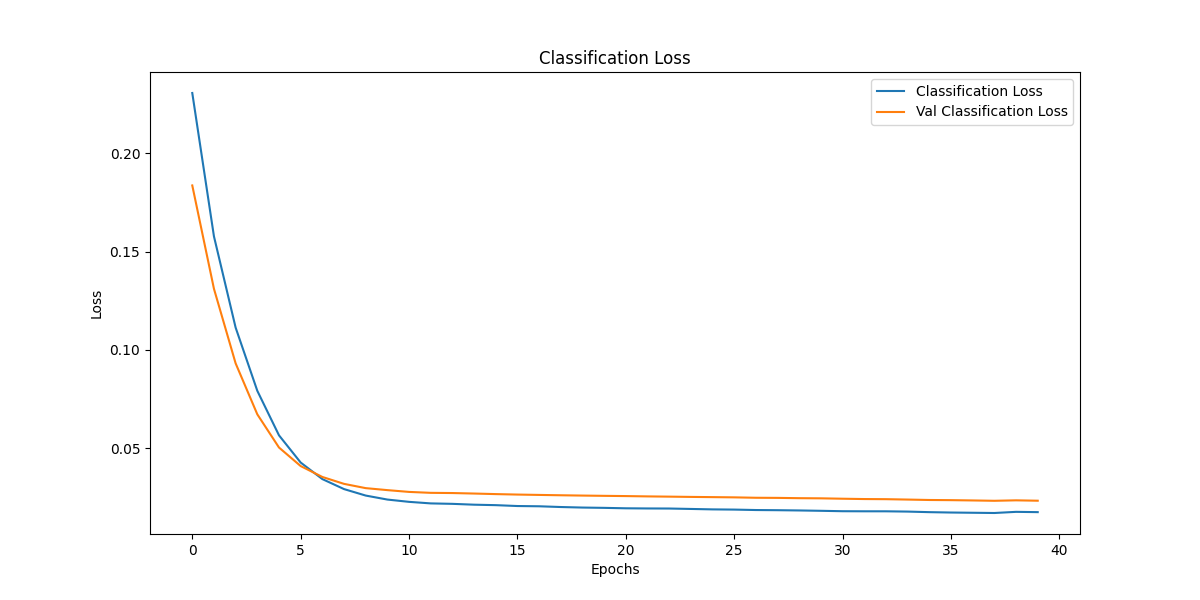 Classification Loss
Classification Loss
Val Classification Loss
0.20
0.15
0.10
0.05
Loss
0 5 10 15 20 25 30 35 40
Epochs